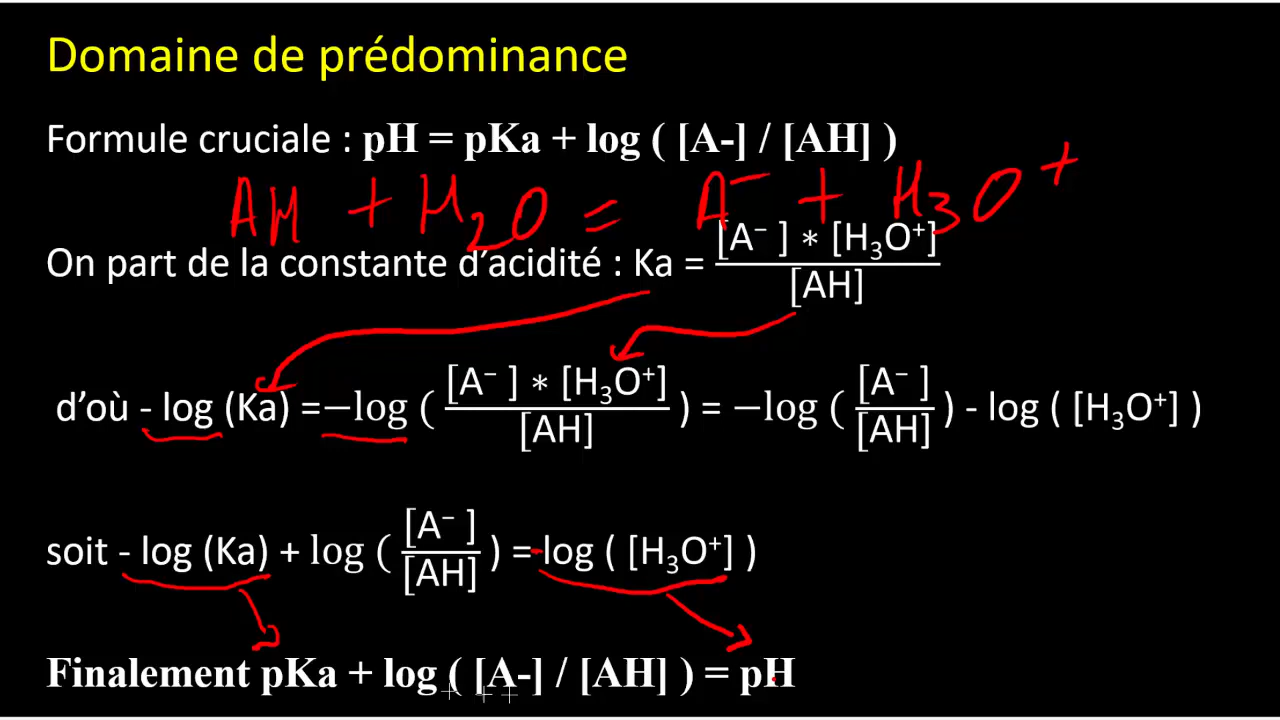 Domaine de prédominance
Formule cruciale : pH = pKa + log ( [A-] / [AH] )
AH + H₂O = A⁻ + H₃O⁺
On part de la constante d'acidité : Ka = [A⁻ ] ∗ [H₃O⁺] / [AH]
d'où - log (Ka) = −log ( [A⁻ ] ∗ [H₃O⁺] / [AH] ) = −log ( [A⁻ ] / [AH] ) - log ( [H₃O⁺] )
soit - log (Ka) + log ( [A⁻ ] / [AH] ) = - log ( [H₃O⁺] )
Finalement pKa + log ( [A-] / [AH] ) = pH